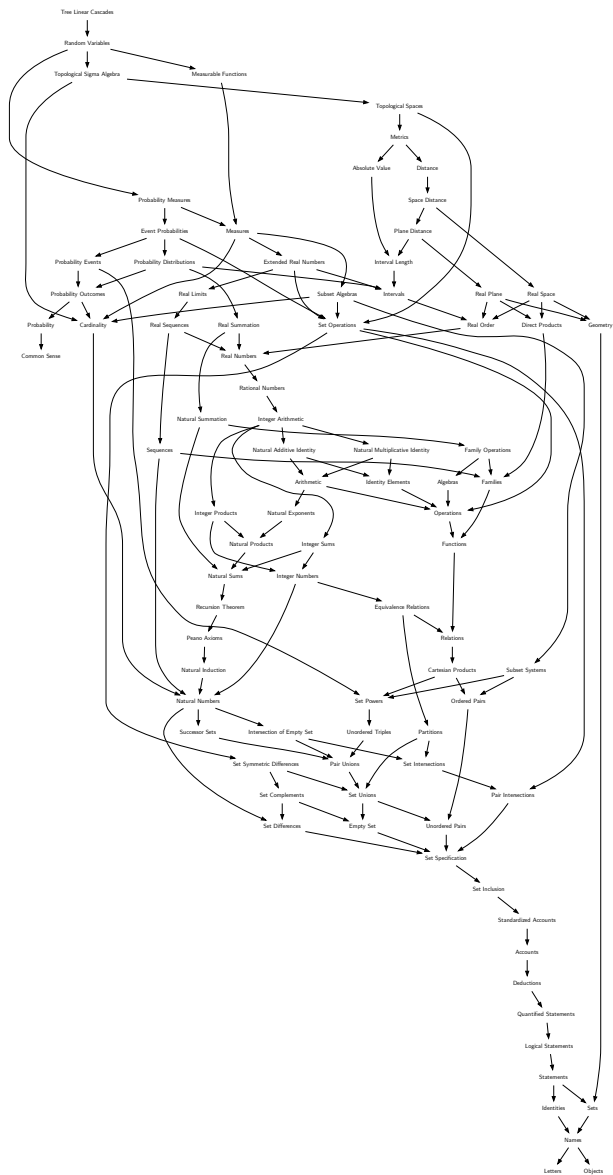 Tree Linear Cascades
Random Variables
Topological Sigma Algebra
Measurable Functions
Topological Spaces
Metrics
Absolute Value
Distance
Probability Measures
Space Distance
Event Probabilities
Measures
Plane Distance
Probability Events
Probability Distributions
Extended Real Numbers
Interval Length
Probability Outcomes
Real Limits
Subset Algebras
Intervals
Real Plane
Real Space
Probability
Cardinality
Real Sequences
Real Summation
Set Operations
Real Order
Direct Products
Geometry
Common Sense
Real Numbers
Rational Numbers
Natural Summation
Integer Arithmetic
Sequences
Natural Additive Identity
Natural Multiplicative Identity
Family Operations
Arithmetic
Identity Elements
Algebras
Families
Integer Products
Natural Exponents
Operations
Natural Products
Integer Sums
Functions
Natural Sums
Integer Numbers
Recursion Theorem
Equivalence Relations
Peano Axioms
Relations
Natural Induction
Cartesian Products
Subset Systems
Natural Numbers
Set Powers
Ordered Pairs
Successor Sets
Intersection of Empty Set
Unordered Triples
Partitions
Set Symmetric Differences
Pair Unions
Set Intersections
Set Complements
Set Unions
Pair Intersections
Set Differences
Empty Set
Unordered Pairs
Set Specification
Set Inclusion
Standardized Accounts
Accounts
Deductions
Quantified Statements
Logical Statements
Statements
Identities
Sets
Names
Letters
Objects